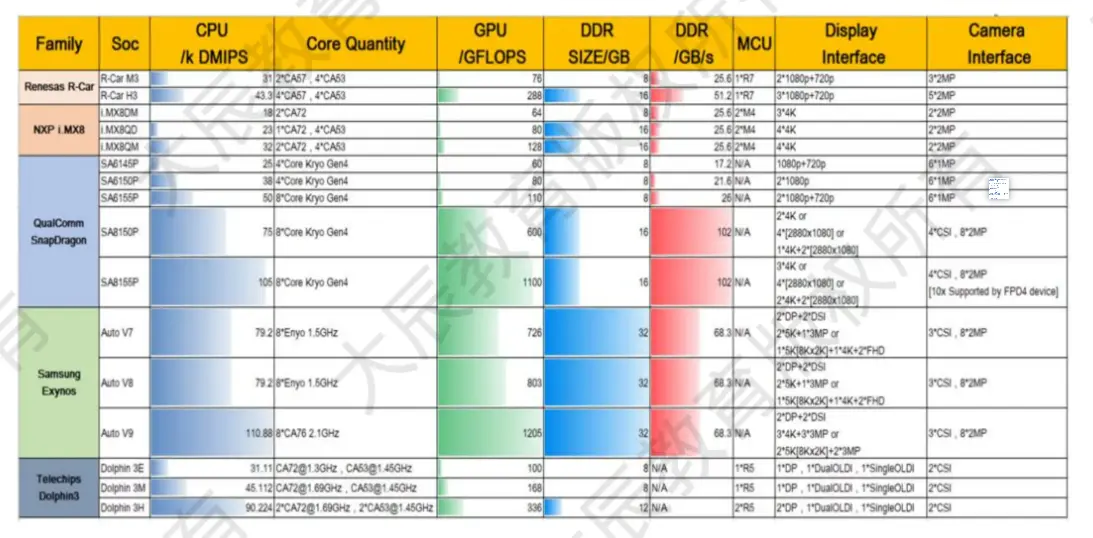 Family Soc CPU /k DMIPS Core Quantity GPU /GFLOPS DDR SIZE/GB DDR /GB/s MCU Display Interface Camera Interface
Renesas R-Car
R-Car M3 31 2*CA57 , 4*CA53 76 8 25.6 1*R7 2*1080p+720p 3*2MP
R-Car H3 43.3 4*CA57 , 4*CA53 288 16 51.2 1*R7 3*1080p+720p 5*2MP
NXP i.MX8
i.MX8DM 18 2*CA72 64 8 25.6 2*M4 3*4K 2*2MP
i.MX8QD 23 1*CA72 , 4*CA53 80 16 25.6 2*M4 4*4K 2*2MP
i.MX8QM 32 2*CA72 , 4*CA53 128 16 25.6 2*M4 4*4K 2*2MP
QualComm
SnapDragon
SA6145P 25 4*Core Kryo Gen4 60 8 17.2 N/A 1080p+720p 6*1MP
SA6150P 38 4*Core Kryo Gen4 80 8 21.6 N/A 2*1080p 6*1MP
SA6155P 50 8*Core Kryo Gen4 110 8 26 N/A 2*1080p+720p 6*1MP
SA8150P 75 8*Core Kryo Gen4 600 16 102 N/A
2*4K or
4*[2880x1080] or
1*4K+2*[2880x1080]
4*CSI , 8*2MP
SA8155P 105 8*Core Kryo Gen4 1100 16 102 N/A
3*4K or
4*[2880x1080] or
2*4K+2*[2880x1080]
4*CSI , 8*2MP
[10x Supported by FPD4 device]
Samsung
Exynos
Auto V7 79.2 8*Enyo 1.5GHz 726 32 68.3 N/A
2*DP+2*DSI
2*5K+1*3MP or
1*5K[8Kx2K]+1*4K+2*FHD
3*CSI , 8*2MP
Auto V8 79.2 8*Enyo 1.5GHz 803 32 68.3 N/A
2*DP+2*DSI
2*5K+1*3MP or
1*5K[8Kx2K]+1*4K+2*FHD
3*CSI , 8*2MP
Auto V9 110.88 8*CA76 2.1GHz 1205 32 68.3 N/A
2*DP+2*DSI
3*4K+3*3MP or
2*5K[8Kx2K]+2*3MP
3*CSI , 8*2MP
Telechips
Dolphin3
Dolphin 3E 31.11 CA72@1.3GHz , CA53@1.45GHz 100 8 N/A 1*R5 1*DP , 1*DualOLDI , 1*SingleOLDI 2*CSI
Dolphin 3M 45.112 CA72@1.69GHz , CA53@1.45GHz 168 8 N/A 1*R5 1*DP , 1*DualOLDI , 1*SingleOLDI 2*CSI
Dolphin 3H 90.224 2*CA72@1.69GHz , 2*CA53@1.45GHz 336 12 N/A 2*R5 2*DP , 1*DualOLDI , 1*SingleOLDI 2*CSI
大辰教育版权所有